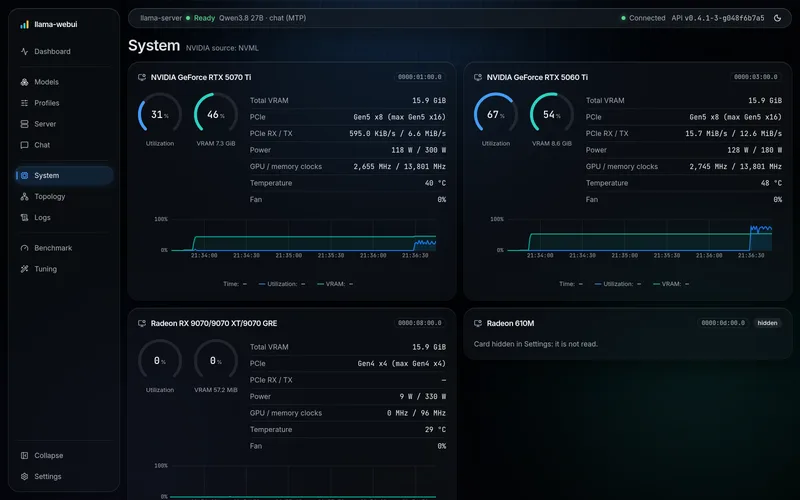 llama-webui
Dashboard
Models
Profiles
Server
Chat
System
Topology
Logs
Benchmark
Tuning
Collapse
Settings
llama-server Ready Qwen3.8 27B · chat (MTP)
Connected API v0.4.1-3-g048f6b7a5
System NVIDIA source: NVML
NVIDIA GeForce RTX 5070 Ti 0000:01:00.0
31%
Utilization
46%
VRAM 7.3 GiB
Total VRAM 15.9 GiB
PCIe Gen5 x8 (max Gen5 x16)
PCIe RX / TX 595.0 KiB/s / 6.6 MiB/s
Power 118 W / 300 W
GPU / memory clocks 2,655 MHz / 13,801 MHz
Temperature 40 °C
Fan 0%
100%
0%
21:34:00 21:34:30 21:35:00 21:35:30 21:36:00 21:36:30
Time: – Utilization: – VRAM: –
NVIDIA GeForce RTX 5060 Ti 0000:03:00.0
67%
Utilization
54%
VRAM 8.6 GiB
Total VRAM 15.9 GiB
PCIe Gen5 x8 (max Gen5 x16)
PCIe RX / TX 15.7 MiB/s / 12.6 MiB/s
Power 128 W / 180 W
GPU / memory clocks 2,745 MHz / 13,801 MHz
Temperature 48 °C
Fan 0%
100%
0%
21:34:00 21:34:30 21:35:00 21:35:30 21:36:00 21:36:30
Time: – Utilization: – VRAM: –
Radeon RX 9070/9070 XT/9070 GRE 0000:08:00.0
0%
Utilization
0%
VRAM 57.2 MiB
Total VRAM 15.9 GiB
PCIe Gen4 x4 (max Gen4 x4)
PCIe RX / TX –
Power 9 W / 330 W
GPU / memory clocks 0 MHz / 96 MHz
Temperature 29 °C
Fan 0%
100%
0%
Radeon 610M 0000:0d:00.0 hidden
Card hidden in Settings: it is not read.